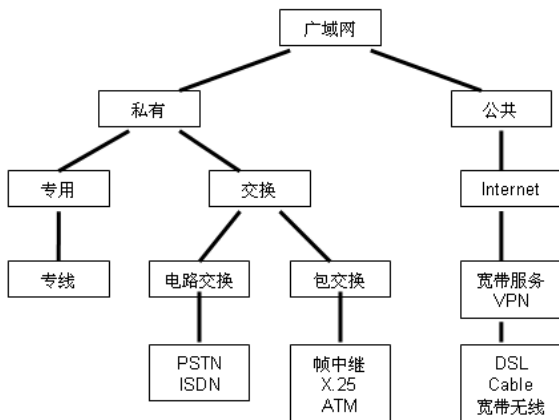 广域网
私有
公共
专用
交换
Internet
专线
电路交换
包交换
宽带服务
VPN
PSTN
ISDN
帧中继
X.25
ATM
DSL
Cable
宽带无线